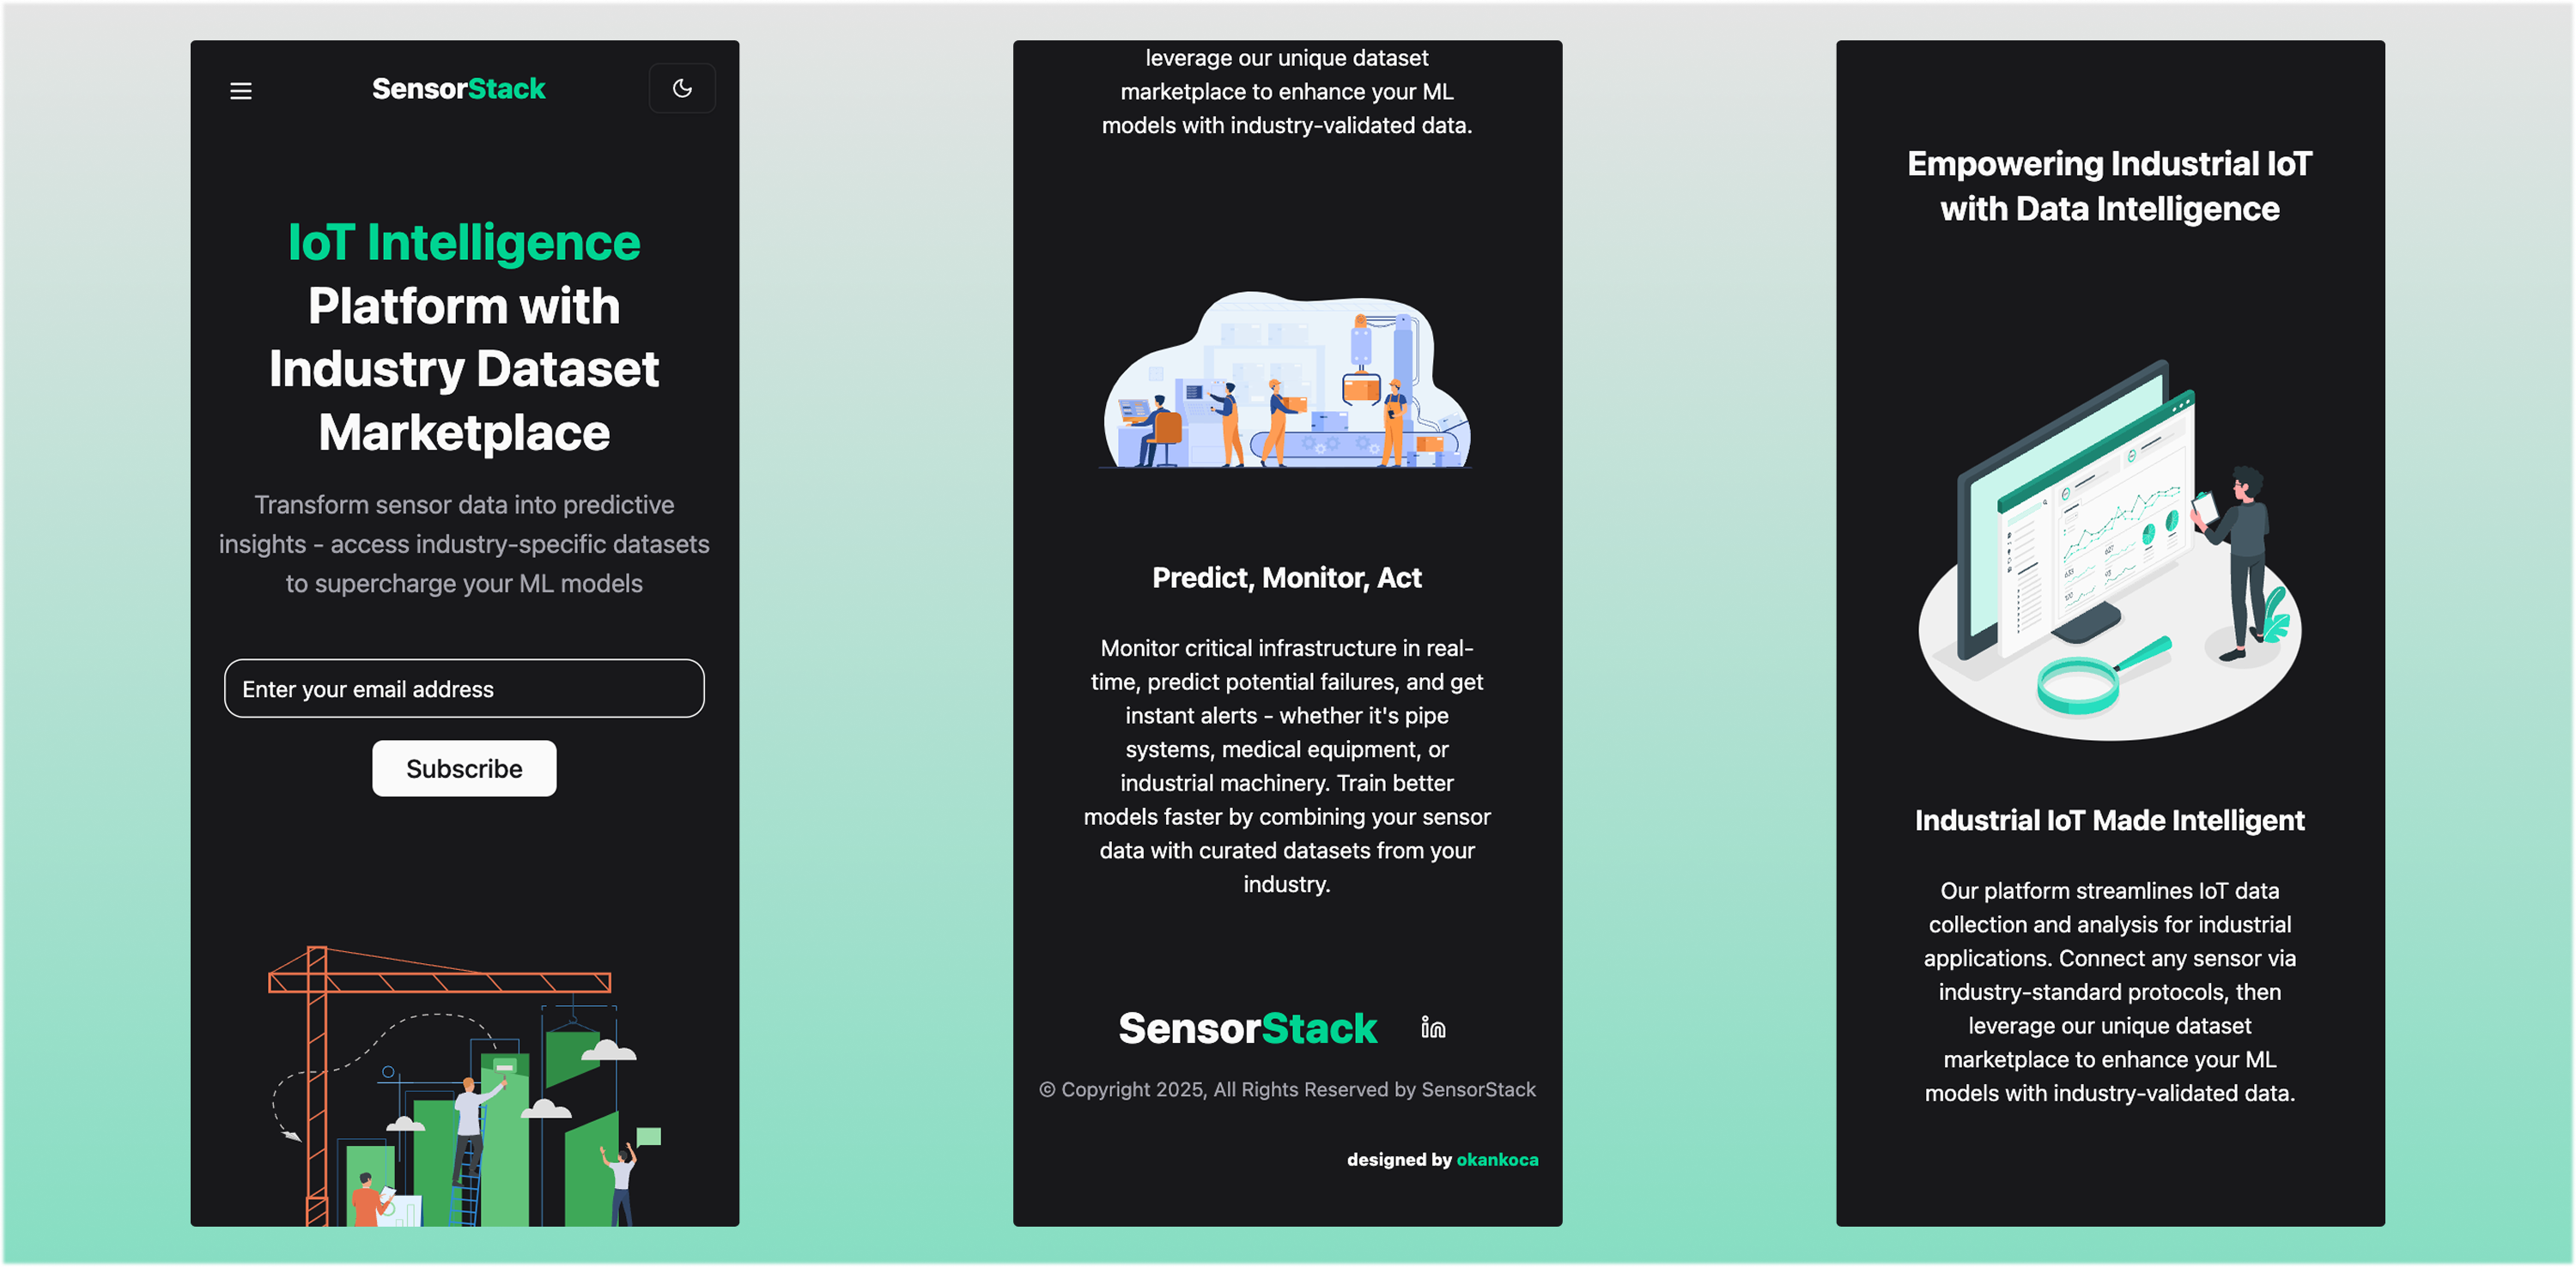 SensorStack
IoT Intelligence
Platform with
Industry Dataset
Marketplace
Transform sensor data into predictive
insights - access industry-specific datasets
to supercharge your ML models
Enter your email address
Subscribe
leverage our unique dataset
marketplace to enhance your ML
models with industry-validated data.
Predict, Monitor, Act
Monitor critical infrastructure in real-
time, predict potential failures, and get
instant alerts - whether it's pipe
systems, medical equipment, or
industrial machinery. Train better
models faster by combining your sensor
data with curated datasets from your
industry.
SensorStack in
© Copyright 2025, All Rights Reserved by SensorStack
designed by okankoca
Empowering Industrial IoT
with Data Intelligence
Industrial IoT Made Intelligent
Our platform streamlines IoT data
collection and analysis for industrial
applications. Connect any sensor via
industry-standard protocols, then
leverage our unique dataset
marketplace to enhance your ML
models with industry-validated data.